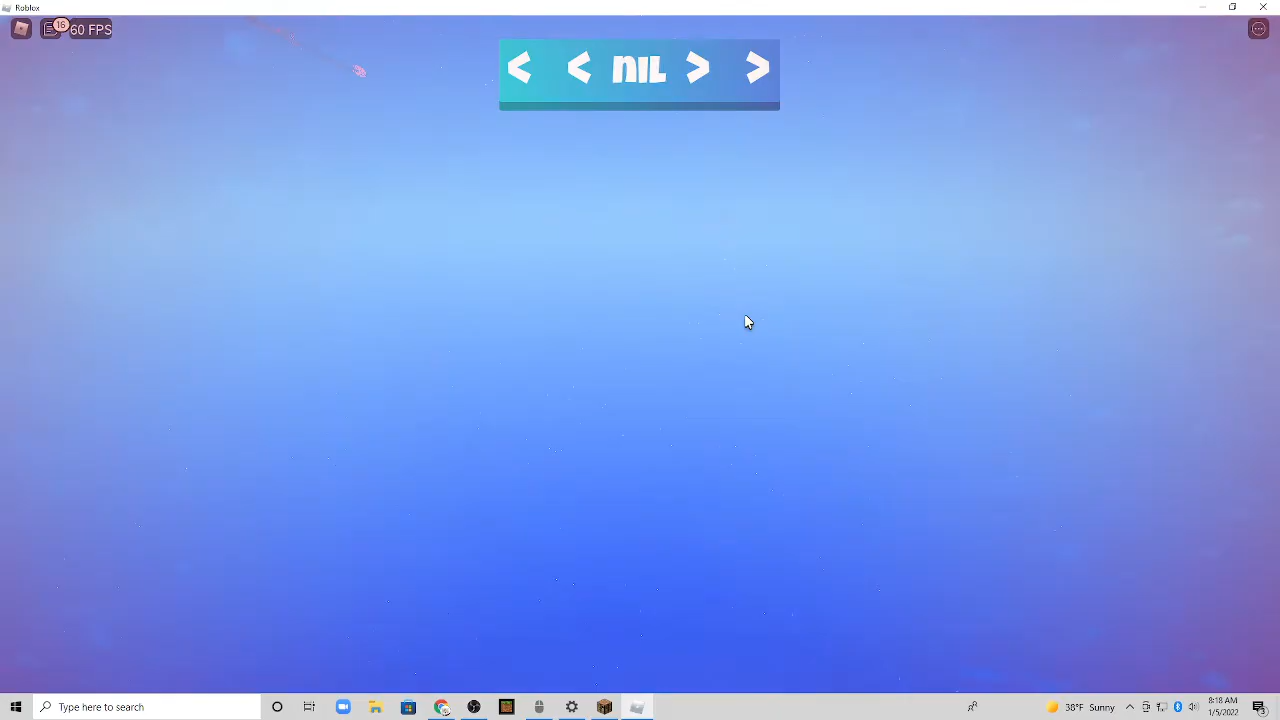 Roblox
16
60 FPS
< < nil > >
Type here to search
38°F Sunny
8:18 AM
1/5/2022